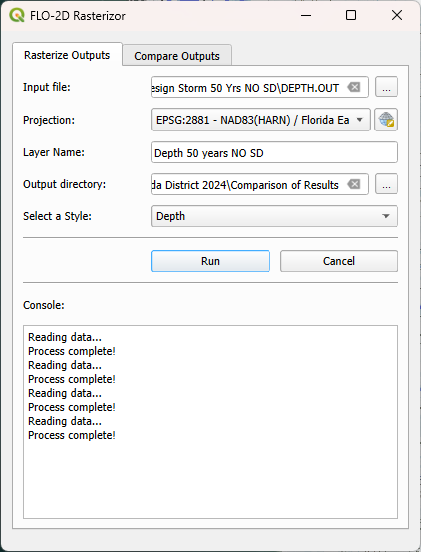 FLO-2D Rasterizor
Rasterize Outputs
Compare Outputs
Input file:
esign Storm 50 Yrs NO SD\DEPTH.OUT
...
Projection:
EPSG:2881 - NAD83(HARN) / Florida Ea
Layer Name:
Depth 50 years NO SD
Output directory:
da District 2024\Comparison of Results
...
Select a Style:
Depth
Run
Cancel
Console:
Reading data...
Process complete!
Reading data...
Process complete!
Reading data...
Process complete!
Reading data...
Process complete!